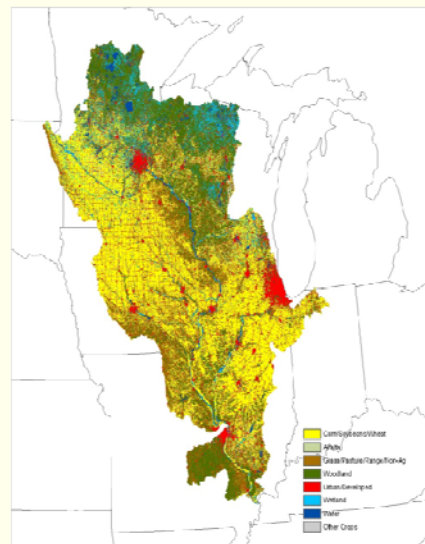 Corn/Soybeans/Wheat
Alfalfa
Grass/Pasture/Range/Non-Ag
Woodland
Urban/Developed
Wetland
Water
Other Crops